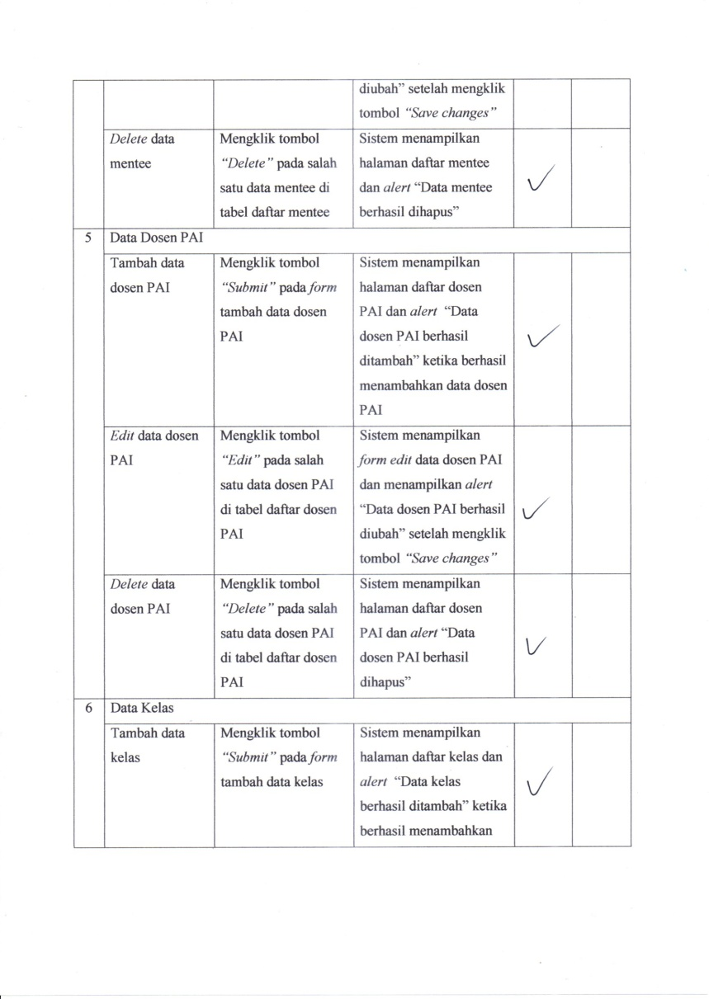 diubah” setelah mengklik
tombol “Save changes”
Delete data
mentee
Mengklik tombol
“Delete” pada salah
satu data mentee di
tabel daftar mentee
Sistem menampilkan
halaman daftar mentee
dan alert “Data mentee
berhasil dihapus”
5 Data Dosen PAI
Tambah data
dosen PAI
Mengklik tombol
“Submit” pada form
tambah data dosen
PAI
Sistem menampilkan
halaman daftar dosen
PAI dan alert “Data
dosen PAI berhasil
ditambah” ketika berhasil
menambahkan data dosen
PAI
Edit data dosen
PAI
Mengklik tombol
“Edit” pada salah
satu data dosen PAI
di tabel daftar dosen
PAI
Sistem menampilkan
form edit data dosen PAI
dan menampilkan alert
“Data dosen PAI berhasil
diubah” setelah mengklik
tombol “Save changes”
Delete data
dosen PAI
Mengklik tombol
“Delete” pada salah
satu data dosen PAI
di tabel daftar dosen
PAI
Sistem menampilkan
halaman daftar dosen
PAI dan alert “Data
dosen PAI berhasil
dihapus”
6 Data Kelas
Tambah data
kelas
Mengklik tombol
“Submit” pada form
tambah data kelas
Sistem menampilkan
halaman daftar kelas dan
alert “Data kelas
berhasil ditambah” ketika
berhasil menambahkan